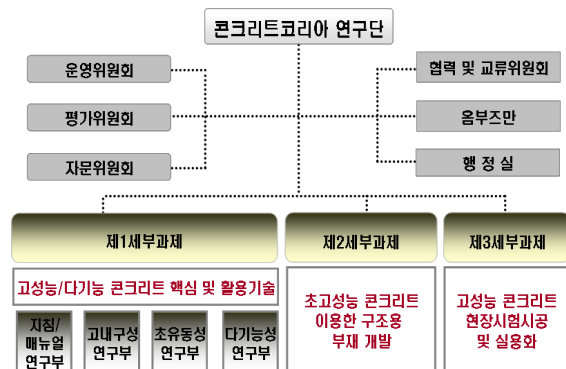 콘크리트코리아 연구단
운영위원회
평가위원회
자문위원회
협력 및 교류위원회
옴부즈만
행 정 실
제1세부과제
제2세부과제
제3세부과제
고성능/다기능 콘크리트 핵심 및 활용기술
지침/
매뉴얼
연구부
고내구성
연구부
초유동성
연구부
다기능성
연구부
초고성능 콘크리트
이용한 구조용
부재 개발
고성능 콘크리트
현장시험시공
및 실용화